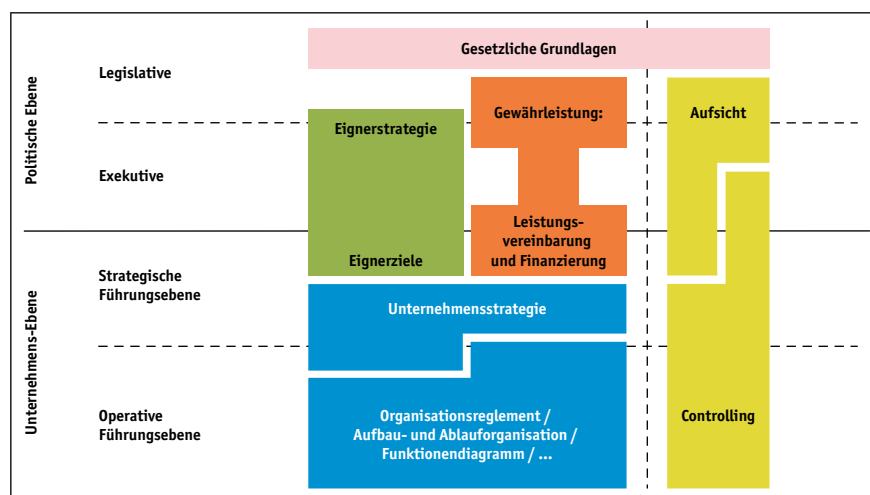 Politische Ebene
Unternehmens-Ebene
Legislative
Exekutive
Strategische
Führungsebene
Operative
Führungsebene
Gesetzliche Grundlagen
Eignerstrategie
Eignerziele
Gewährleistung:
Leistungs-
vereinbarung
und Finanzierung
Unternehmensstrategie
Organisationsreglement /
Aufbau- und Ablauforganisation /
Funktionendiagramm / ...
Aufsicht
Controlling